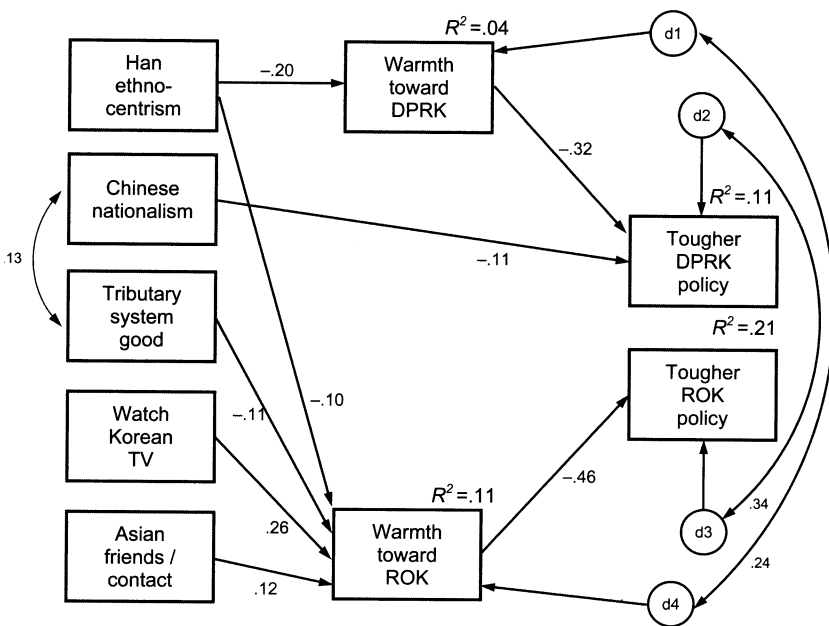 Han
ethno-
centrism
–.20
R²=.04
Warmth
toward
DPRK
d1
d2
–.32
R²=.11
Chinese
nationalism
–.11
Tougher
DPRK
policy
.13
Tributary
system
good
–.11
–.10
R²=.21
Tougher
ROK
policy
Watch
Korean
TV
.26
R²=.11
–.46
Asian
friends /
contact
.12
Warmth
toward
ROK
d3
.34
.24
d4